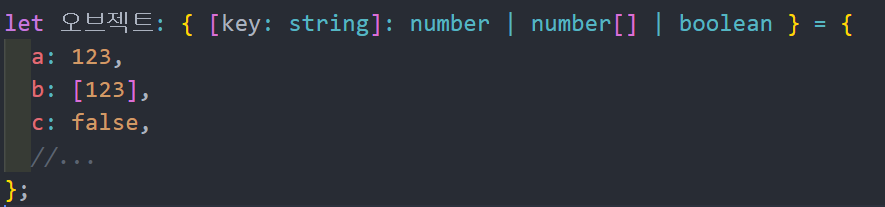 let 오브젝트: { [key: string]: number | number[] | boolean } = {
a: 123,
b: [123],
c: false,
//...
};